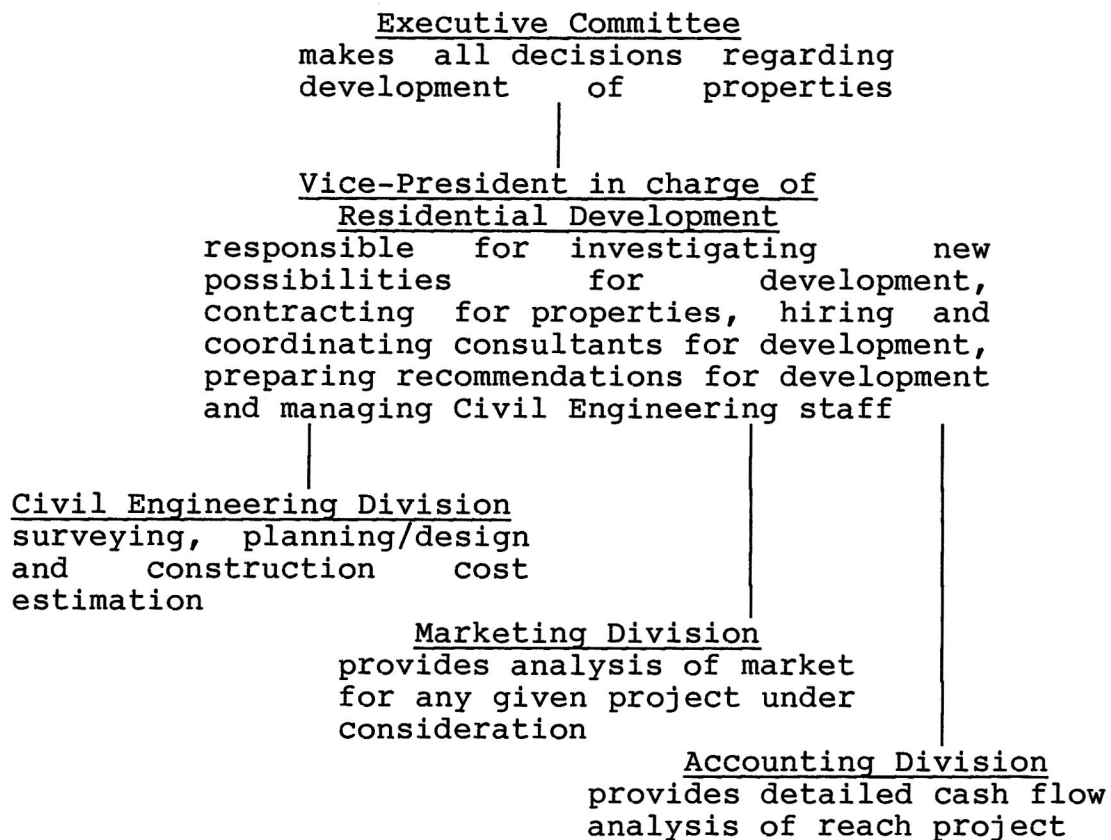 Executive Committee
makes all decisions regarding
development of properties
Vice-President in charge of
Residential Development
responsible for investigating new
possibilities for development,
contracting for properties, hiring and
coordinating consultants for development,
preparing recommendations for development
and managing Civil Engineering staff
Civil Engineering Division
surveying, planning/design
and construction cost
estimation
Marketing Division
provides analysis of market
for any given project under
consideration
Accounting Division
provides detailed cash flow
analysis of reach project